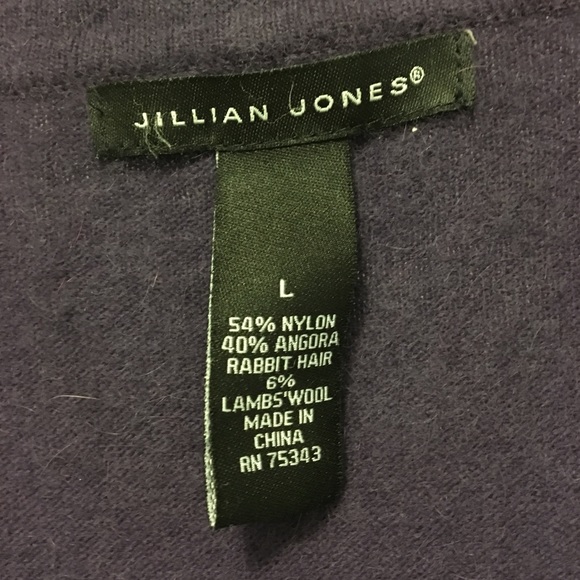 JILLIAN JONES®
L
54% NYLON
40% ANGORA
RABBIT HAIR
6%
LAMBS'WOOL
MADE IN
CHINA
RN 75343